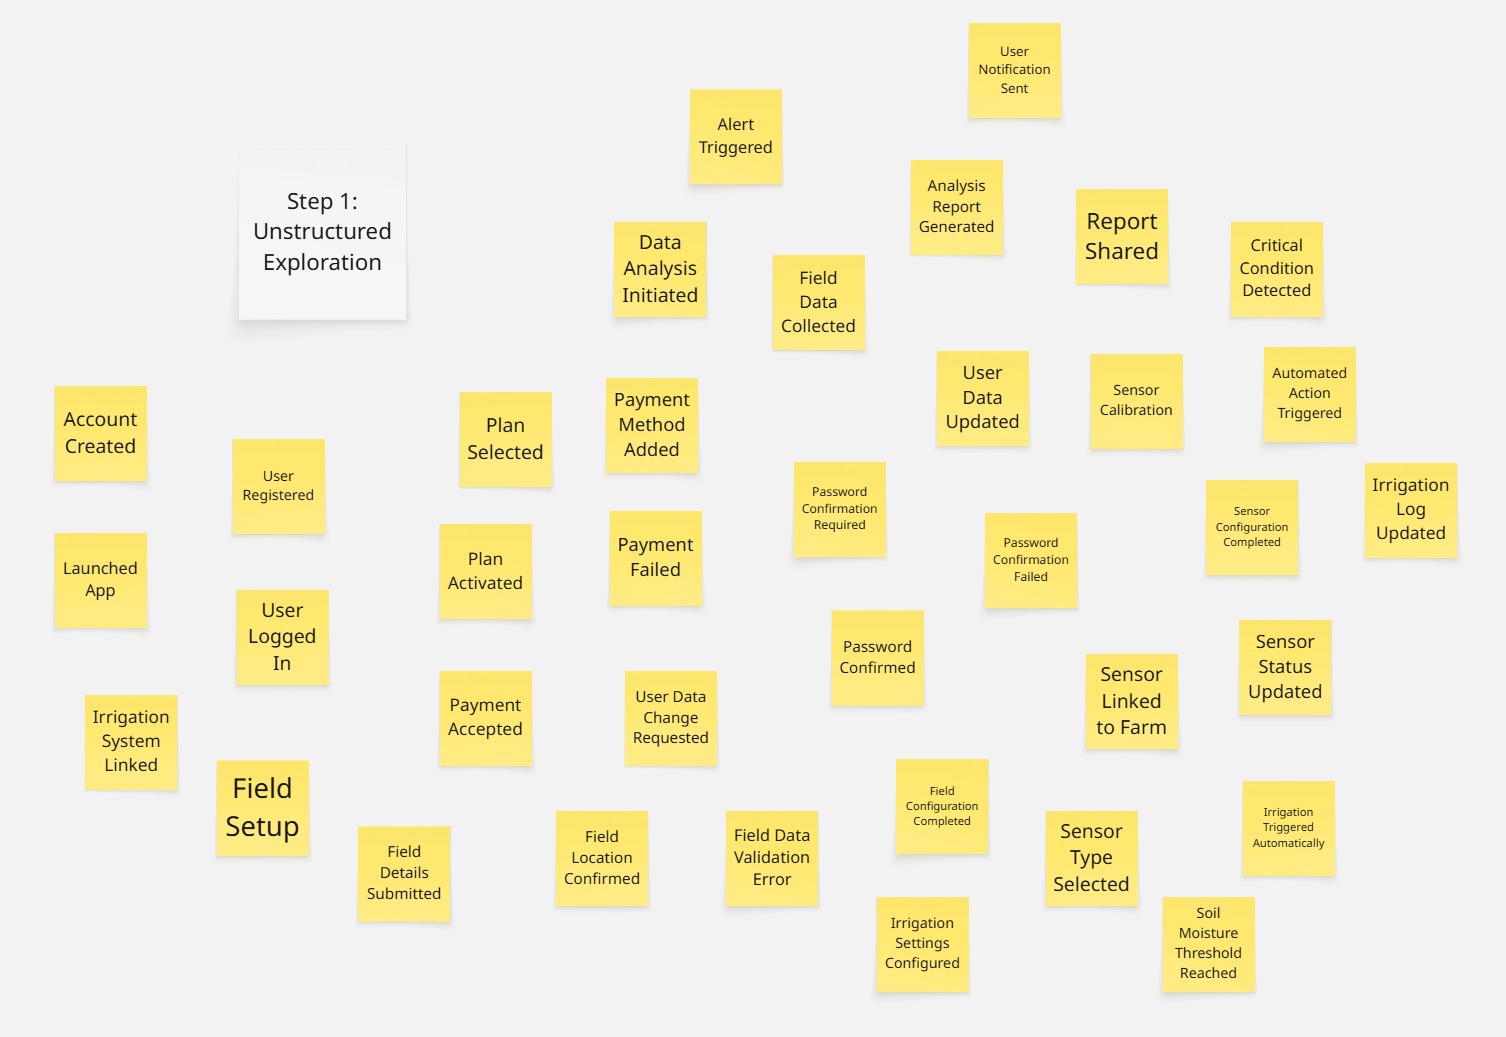 User
Notification
Sent
Alert
Triggered
Step 1:
Unstructured
Exploration
Analysis
Report
Generated
Report
Shared
Data
Analysis
Initiated
Critical
Condition
Detected
Field
Data
Collected
User
Data
Updated
Sensor
Calibration
Automated
Action
Triggered
Account
Created
Plan
Selected
Payment
Method
Added
User
Registered
Password
Confirmation
Required
Sensor
Configuration
Completed
Irrigation
Log
Updated
Launched
App
Plan
Activated
Payment
Failed
Password
Confirmation
Failed
User
Logged
In
Password
Confirmed
Sensor
Linked
to Farm
Sensor
Status
Updated
Irrigation
System
Linked
Payment
Accepted
User Data
Change
Requested
Field
Setup
Field
Details
Submitted
Field
Location
Confirmed
Field Data
Validation
Error
Field
Configuration
Completed
Sensor
Type
Selected
Irrigation
Triggered
Automatically
Irrigation
Settings
Configured
Soil
Moisture
Threshold
Reached